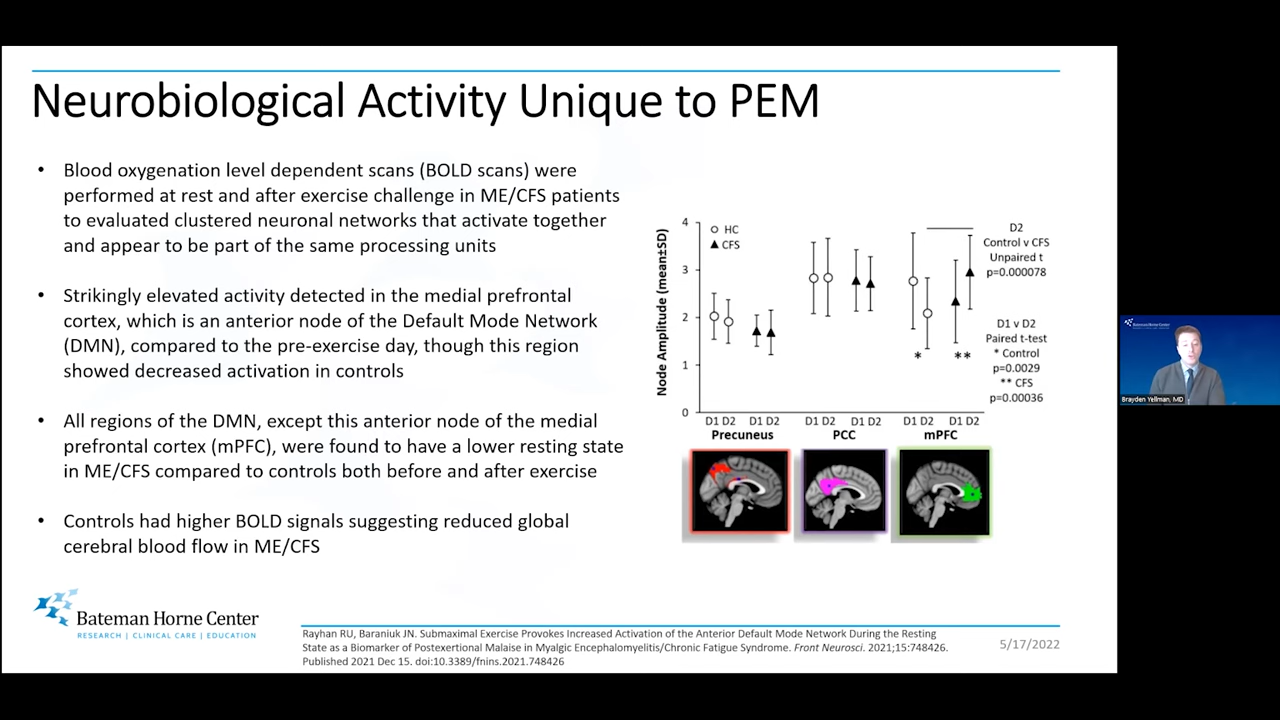 Neurobiological Activity Unique to PEM
• Blood oxygenation level dependent scans (BOLD scans) were
performed at rest and after exercise challenge in ME/CFS patients
to evaluated clustered neuronal networks that activate together
and appear to be part of the same processing units
• Strikingly elevated activity detected in the medial prefrontal
cortex, which is an anterior node of the Default Mode Network
(DMN), compared to the pre-exercise day, though this region
showed decreased activation in controls
• All regions of the DMN, except this anterior node of the medial
prefrontal cortex (mPFC), were found to have a lower resting state
in ME/CFS compared to controls both before and after exercise
• Controls had higher BOLD signals suggesting reduced global
cerebral blood flow in ME/CFS
Node Amplitude (mean±SD)
4
3
2
1
0
HC
CFS
D2
Control v CFS
Unpaired t
p=0.000078
D1 v D2
Paired t-test
* Control
p=0.0029
** CFS
p=0.00036
* **
D1 D2 D1 D2 D1 D2 D1 D2 D1 D2 D1 D2
Precuneus PCC mPFC
Bateman Horne Center
RESEARCH | CLINICAL CARE | EDUCATION
Rayhan RU, Baraniuk JN. Submaximal Exercise Provokes Increased Activation of the Anterior Default Mode Network During the Resting
State as a Biomarker of Postexertional Malaise in Myalgic Encephalomyelitis/Chronic Fatigue Syndrome. Front Neurosci. 2021;15:748426.
Published 2021 Dec 15. doi:10.3389/fnins.2021.748426
5/17/2022
Bateman Horne Center
Brayden Yellman, MD